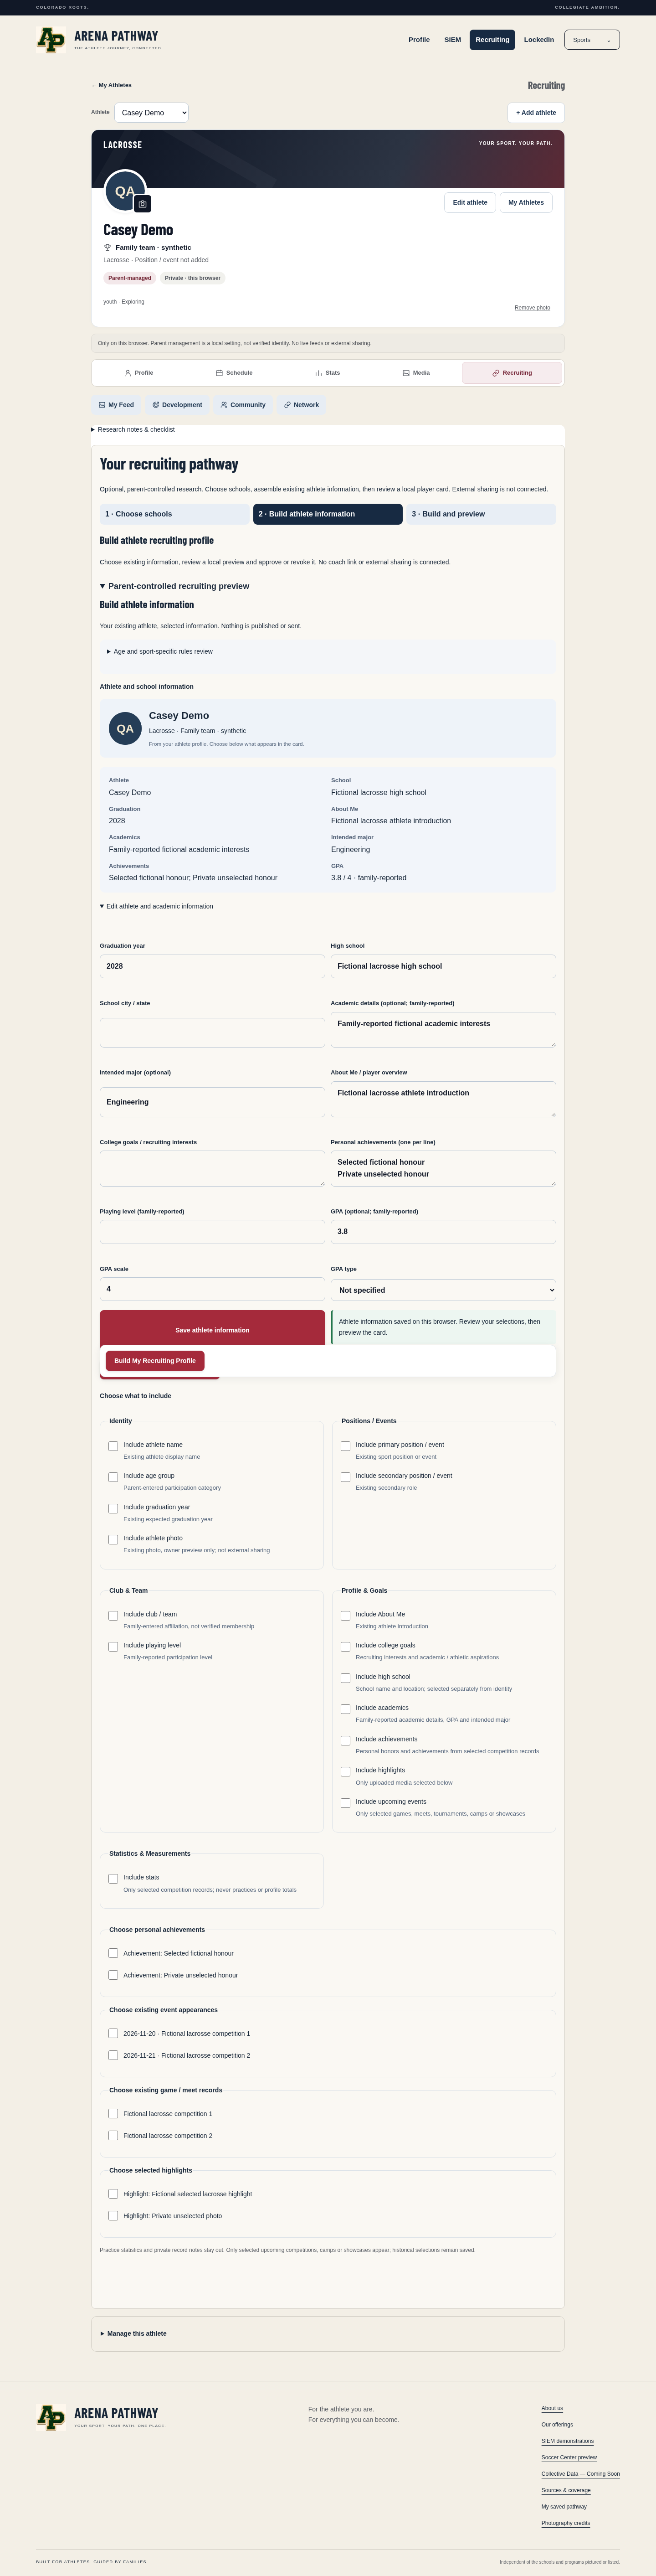 COLORADO ROOTS.
COLLEGIATE AMBITION.
AP
ARENA PATHWAY
THE ATHLETE JOURNEY, CONNECTED.
Profile
SIEM
Recruiting
LockedIn
Sports
← My Athletes
Recruiting
Athlete
Casey Demo
+ Add athlete
LACROSSE
YOUR SPORT. YOUR PATH.
QA
Edit athlete
My Athletes
Casey Demo
Family team · synthetic
Lacrosse · Position / event not added
Parent-managed
Private · this browser
youth · Exploring
Remove photo
Only on this browser. Parent-management is a local setting, not verified identity. No live feeds or external sharing.
Profile
Schedule
Stats
Media
Recruiting
My Feed
Development
Community
Network
Research notes & checklist
Your recruiting pathway
Optional, parent-controlled research. Choose schools, assemble existing athlete information, then review a local player card. External sharing is not connected.
1 · Choose schools
2 · Build athlete information
3 · Build and preview
Build athlete recruiting profile
Choose existing information, review a local preview and approve or revoke it. No coach link or external sharing is connected.
Parent-controlled recruiting preview
Build athlete information
Your existing athlete, selected information. Nothing is published or sent.
Age and sport-specific rules review
Athlete and school information
QA
Casey Demo
Lacrosse · Family team · synthetic
From your athlete profile. Choose below what appears in the card.
Athlete
School
Casey Demo
Fictional lacrosse high school
Graduation
About Me
2028
Fictional lacrosse athlete introduction
Academics
Intended major
Family-reported fictional academic interests
Engineering
Achievements
GPA
Selected fictional honour; Private unselected honour
3.8 / 4 · family-reported
Edit athlete and academic information
Graduation year
High school
2028
Fictional lacrosse high school
School city / state
Academic details (optional; family-reported)
Family-reported fictional academic interests
Intended major (optional)
About Me / player overview
Engineering
Fictional lacrosse athlete introduction
College goals / recruiting interests
Personal achievements (one per line)
Selected fictional honour
Private unselected honour
Playing level (family-reported)
GPA (optional; family-reported)
3.8
GPA scale
GPA type
4
Not specified
Save athlete information
Athlete information saved on this browser. Review your selections, then
preview the card.
Build My Recruiting Profile
Choose what to include
Identity
Include athlete name
Existing athlete display name
Include age group
Parent-entered participation category
Include graduation year
Existing expected graduation year
Include athlete photo
Existing photo, owner preview only; not external sharing
Positions / Events
Include primary position / event
Existing sport position or event
Include secondary position / event
Existing secondary role
Club & Team
Include club / team
Family-entered affiliation, not verified membership
Include playing level
Family-reported participation level
Profile & Goals
Include About Me
Existing athlete introduction
Include college goals
Recruiting interests and academic / athletic aspirations
Include high school
School name and location; selected separately from identity
Include academics
Family-reported academic details, GPA and intended major
Include achievements
Personal honors and achievements from selected competition records
Include highlights
Only uploaded media selected below
Include upcoming events
Only selected games, meets, tournaments, camps or showcases
Statistics & Measurements
Include stats
Only selected competition records; never practices or profile totals
Choose personal achievements
Achievement: Selected fictional honour
Achievement: Private unselected honour
Choose existing event appearances
2026-11-20 · Fictional lacrosse competition 1
2026-11-21 · Fictional lacrosse competition 2
Choose existing game / meet records
Fictional lacrosse competition 1
Fictional lacrosse competition 2
Choose selected highlights
Highlight: Fictional selected lacrosse highlight
Highlight: Private unselected photo
Practice statistics and private record notes stay out. Only selected upcoming competitions, camps or showcases appear; historical selections remain saved.
Manage this athlete
AP
ARENA PATHWAY
YOUR SPORT. YOUR PATH. ONE PLACE.
For the athlete you are.
For everything you can become.
About us
Our offerings
SIEM demonstrations
Soccer Center preview
Collective Data — Coming Soon
Sources & coverage
My saved pathway
Photography credits
BUILT FOR ATHLETES. GUIDED BY FAMILIES.
Independent of the schools and programs pictured or listed.